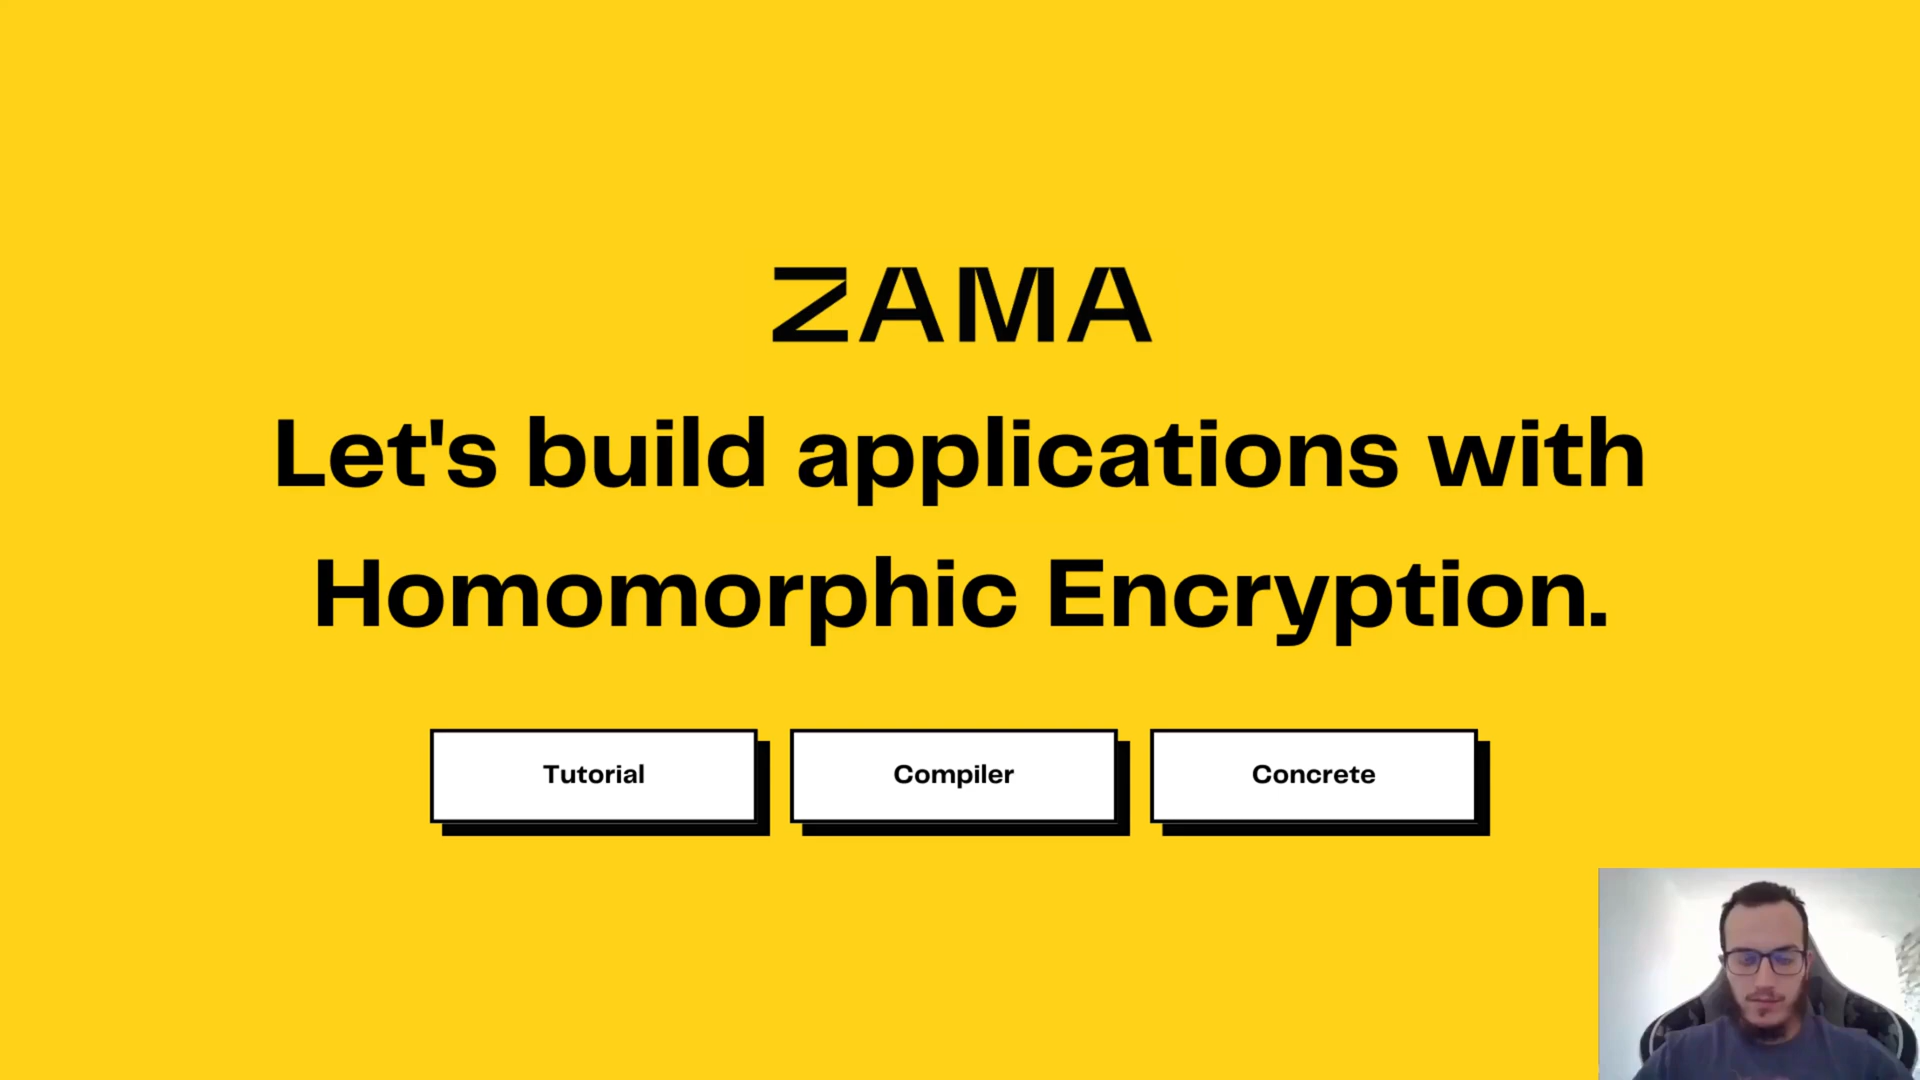 ZAMA
Let's build applications with
Homomorphic Encryption.
Tutorial
Compiler
Concrete